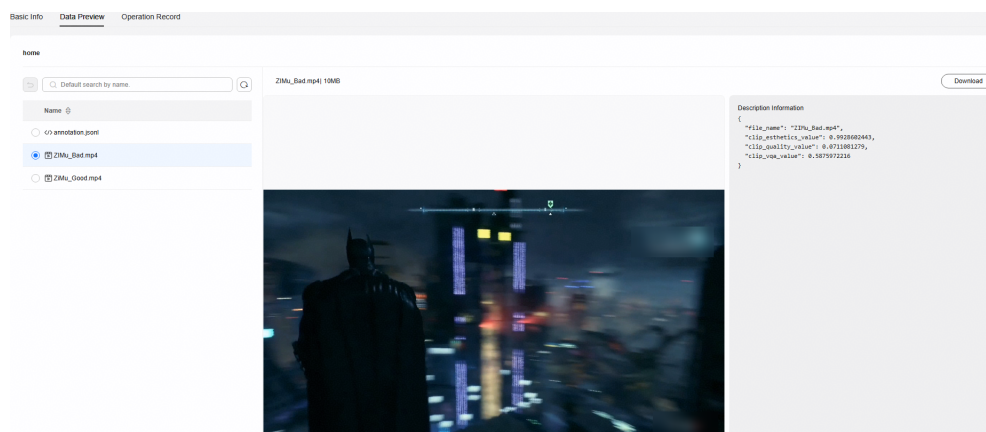 Basic Info Data Preview Operation Record
home
Default search by name.
ZIMu_Bad.mp4| 10MB
Download
Name
</> annotation.jsonl
ZIMu_Bad.mp4
ZIMu_Good.mp4
Description Information
{
"file_name": "ZIMu_Bad.mp4",
"clip_esthetics_value": 0.9928602443,
"clip_quality_value": 0.0711081279,
"clip_vqa_value": 0.5875972216
}